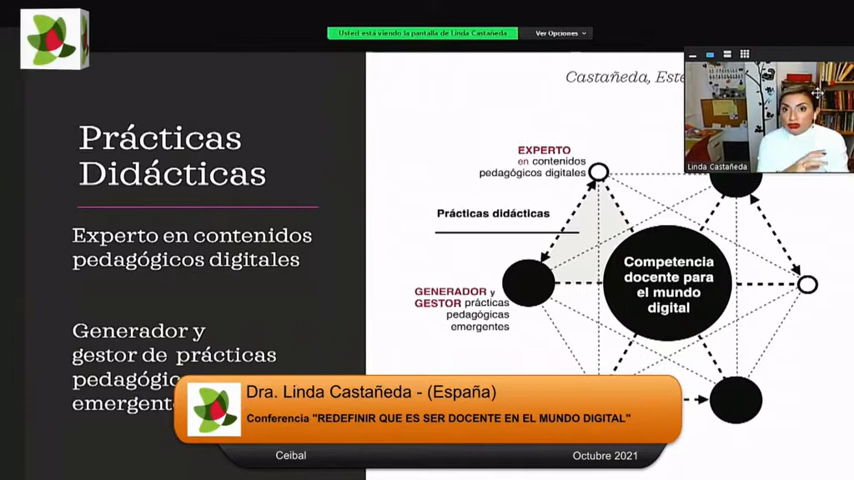 Usted está viendo la pantalla de Linda Castañeda
Ver Opciones
Castañeda, Este
Linda Castañeda
Prácticas
Didácticas
Experto en contenidos
pedagógicos digitales
Generador y
gestor de prácticas
pedagógic
emergent
EXPERTO
en contenidos
pedagógicos digitales
Prácticas didácticas
GENERADOR y
GESTOR prácticas
pedagógicas
emergentes
Competencia
docente para
el mundo
digital
Dra. Linda Castañeda - (España)
Conferencia "REDEFINIR QUE ES SER DOCENTE EN EL MUNDO DIGITAL"
Ceibal
Octubre 2021